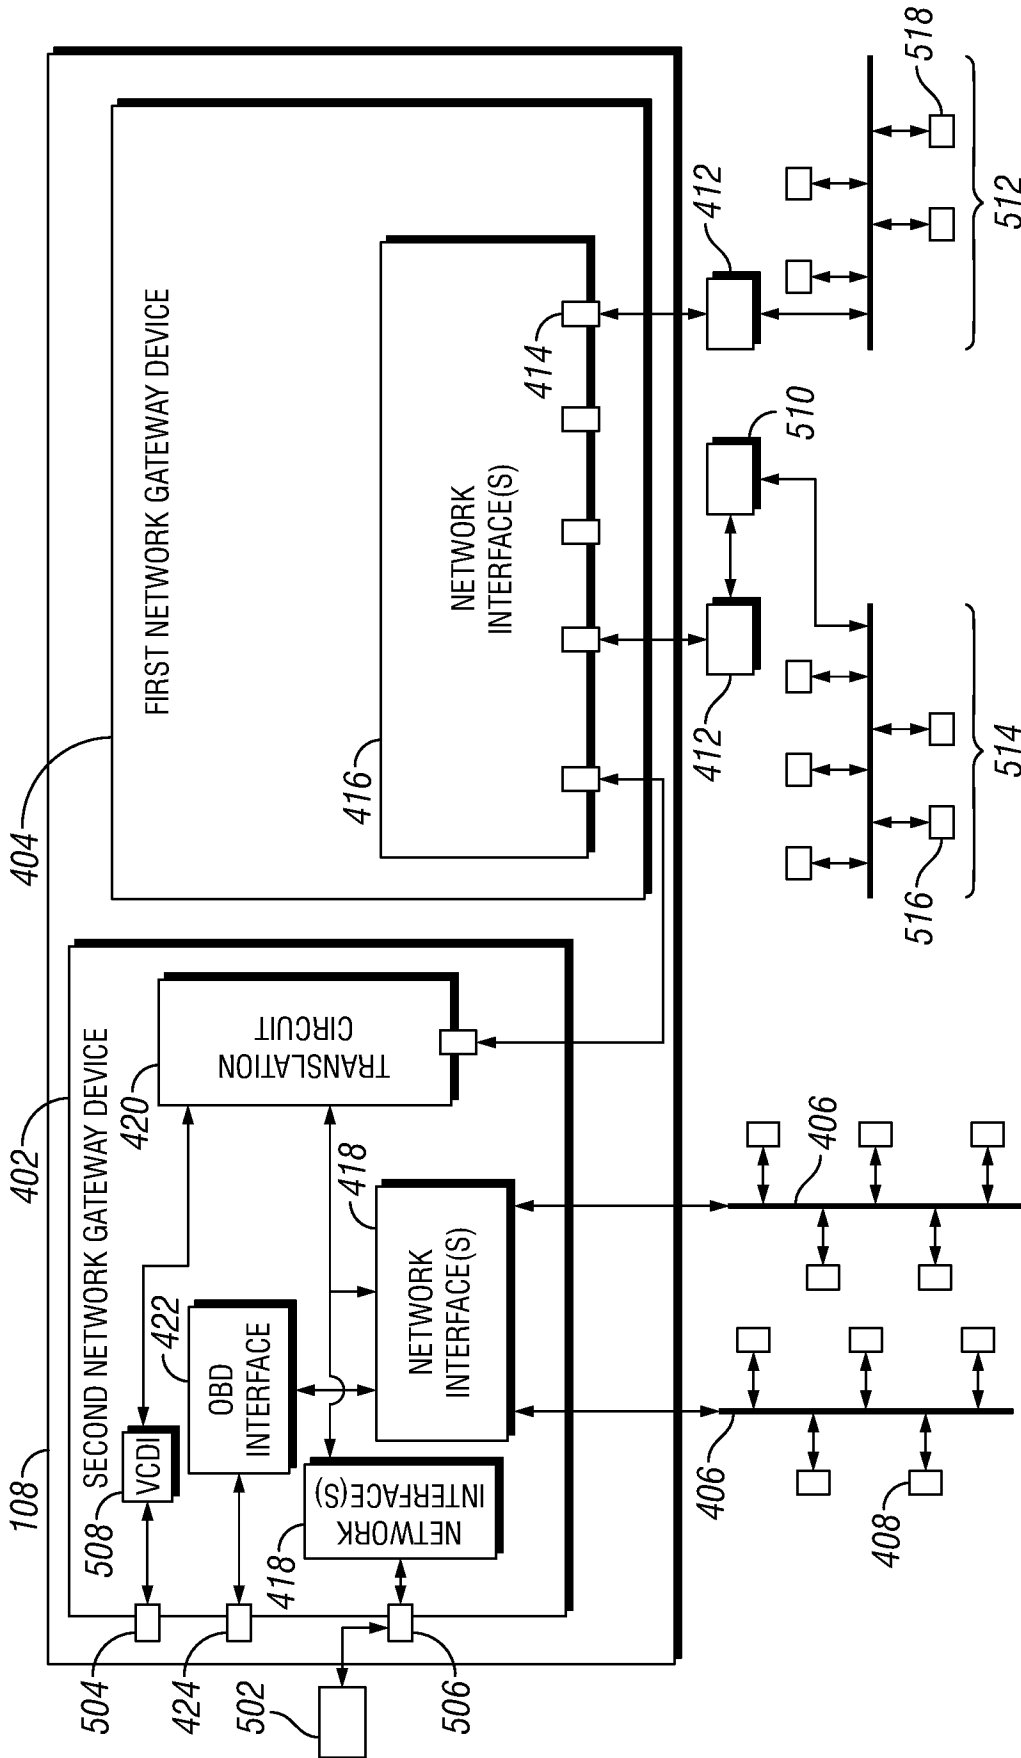 108
402
404
SECOND NETWORK GATEWAY DEVICE
FIRST NETWORK GATEWAY DEVICE
508
VCDI
422
OBD
INTERFACE
420
TRANSLATION
CIRCUIT
418
NETWORK
INTERFACE(S)
418
NETWORK
INTERFACE(S)
416
NETWORK
INTERFACE(S)
414
504
424
502
506
412
510
412
406
408
406
516
514
518
512